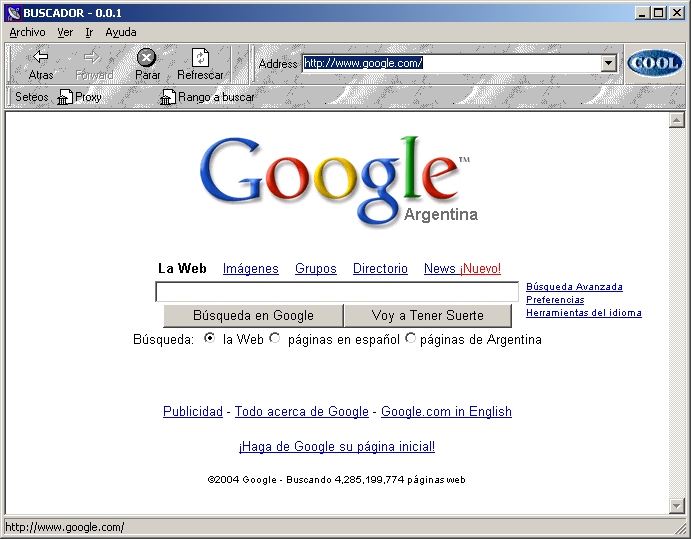 BUSCADOR - 0.0.1
Archivo Ver Ir Ayuda
Atras Forward Parar Refrescar Address http://www.google.com/ COOL
Seteos Proxy Rango a buscar
Google™
Argentina
La Web Imágenes Grupos Directorio News ¡Nuevo!
Búsqueda Avanzada
Preferencias
Herramientas del idioma
Búsqueda en Google Voy a Tener Suerte
Búsqueda: la Web páginas en español páginas de Argentina
Publicidad - Todo acerca de Google - Google.com in English
¡Haga de Google su página inicial!
©2004 Google - Buscando 4,285,199,774 páginas web
http://www.google.com/